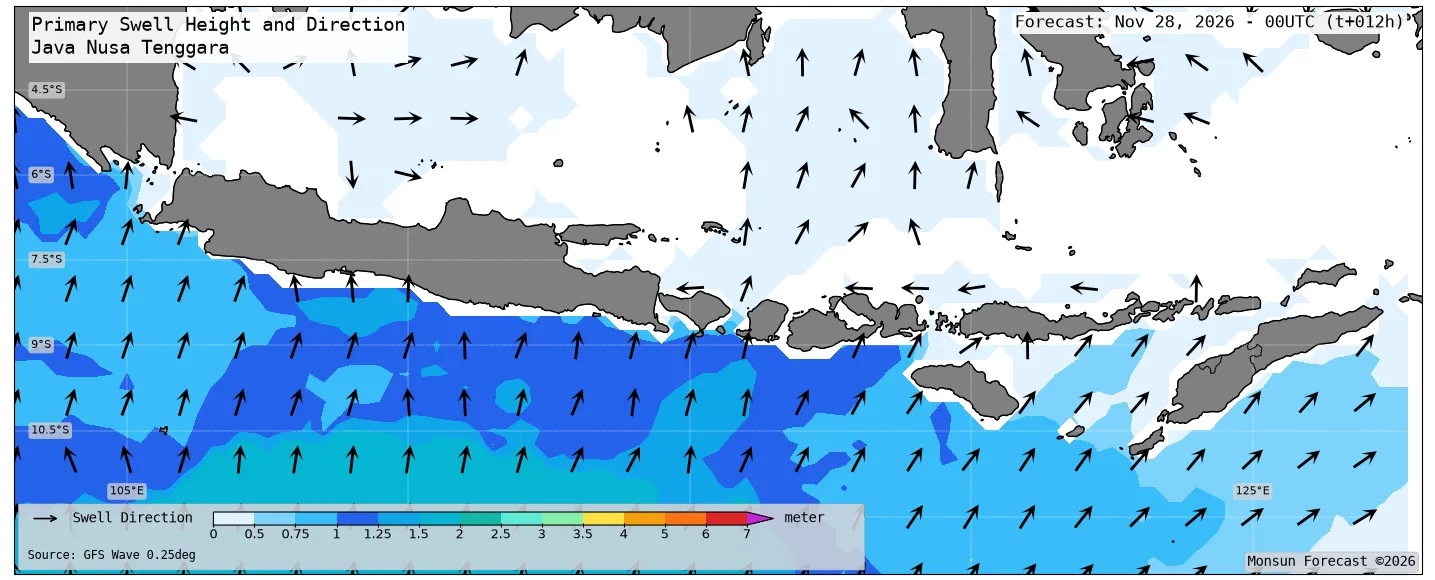 Primary Swell Height and Direction
Java Nusa Tenggara
Forecast: Nov 28, 2026 - 00UTC (t+012h)
4.5°S
6°S
7.5°S
9°S
10.5°S
105°E
125°E
Swell Direction
0 0.5 0.75 1 1.25 1.5 2 2.5 3 3.5 4 5 6 7
meter
Source: GFS Wave 0.25deg
Monsun Forecast ©2026